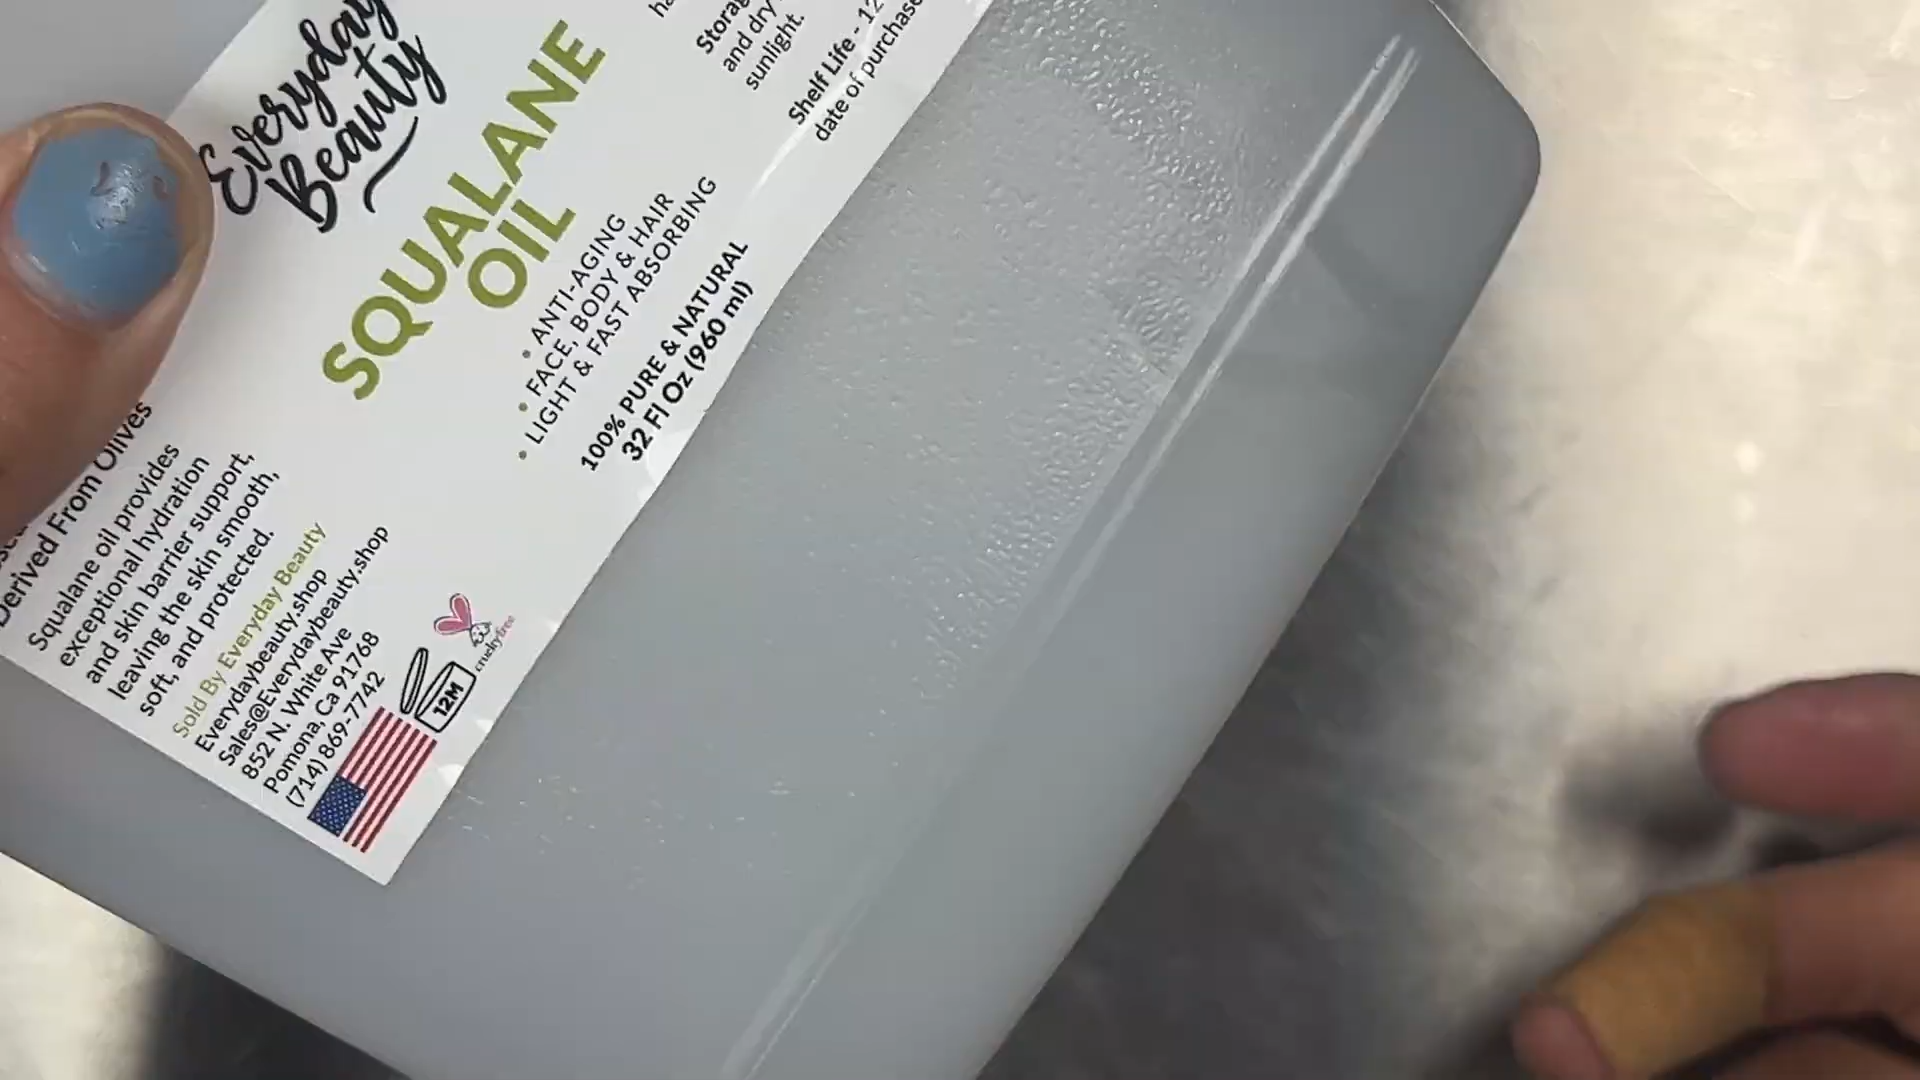 Everyday
Beauty
SQUALANE
OIL
• ANTI-AGING
• FACE, BODY & HAIR
• LIGHT & FAST ABSORBING
100% PURE & NATURAL
32 Fl Oz (960 ml)
and dry
sunlight.
Shelf Life - 12
date of purchase
Derived From Olives
Squalane oil provides
exceptional hydration
and skin barrier support,
leaving the skin smooth,
soft, and protected.
Sold By Everyday Beauty
Everydaybeauty.shop
Sales@Everydaybeauty.shop
852 N. White Ave
Pomona, Ca 91768
(714) 869-7742
12M
crueltyfree